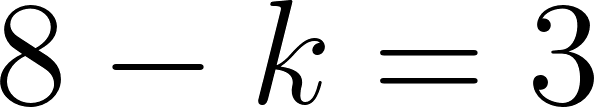 8 − k = 3